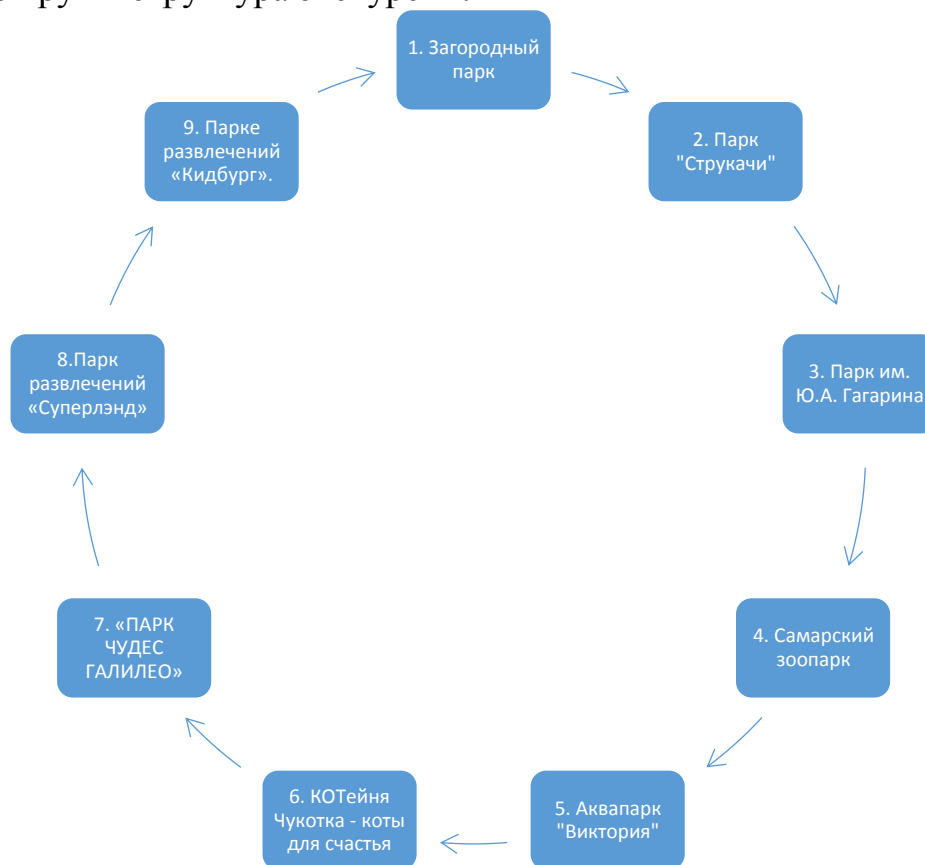 1. Загородный
парк
2. Парк
"Струкачи"
3. Парк им.
Ю.А. Гагарина
4. Самарский
зоопарк
5. Аквапарк
"Виктория"
6. КОТейня
Чукотка - коты
для счастья
7. «ПАРК
ЧУДЕС
ГАЛИЛЕО»
8.Парк
развлечений
«Суперлэнд»
9. Парке
развлечений
«Кидбург».